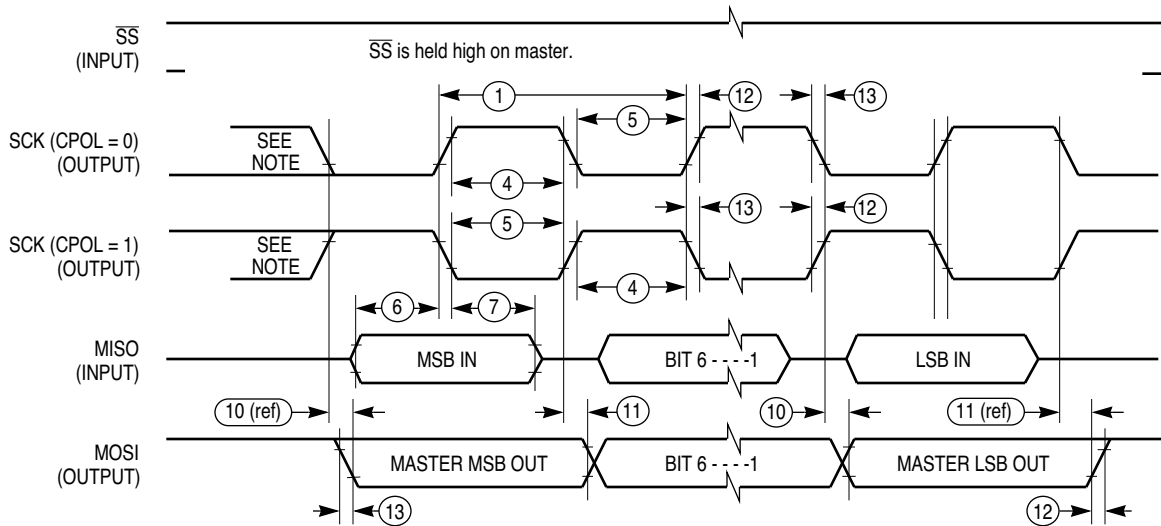 S̅S̅
(INPUT)
S̅S̅ is held high on master.
1
12
13
5
SCK (CPOL = 0)
(OUTPUT)
SEE
NOTE
4
13
12
5
SCK (CPOL = 1)
(OUTPUT)
SEE
NOTE
4
6
7
MISO
(INPUT)
MSB IN
BIT 6 - - - -1
LSB IN
10 (ref)
11
10
11 (ref)
MOSI
(OUTPUT)
MASTER MSB OUT
BIT 6 - - - -1
MASTER LSB OUT
13
12